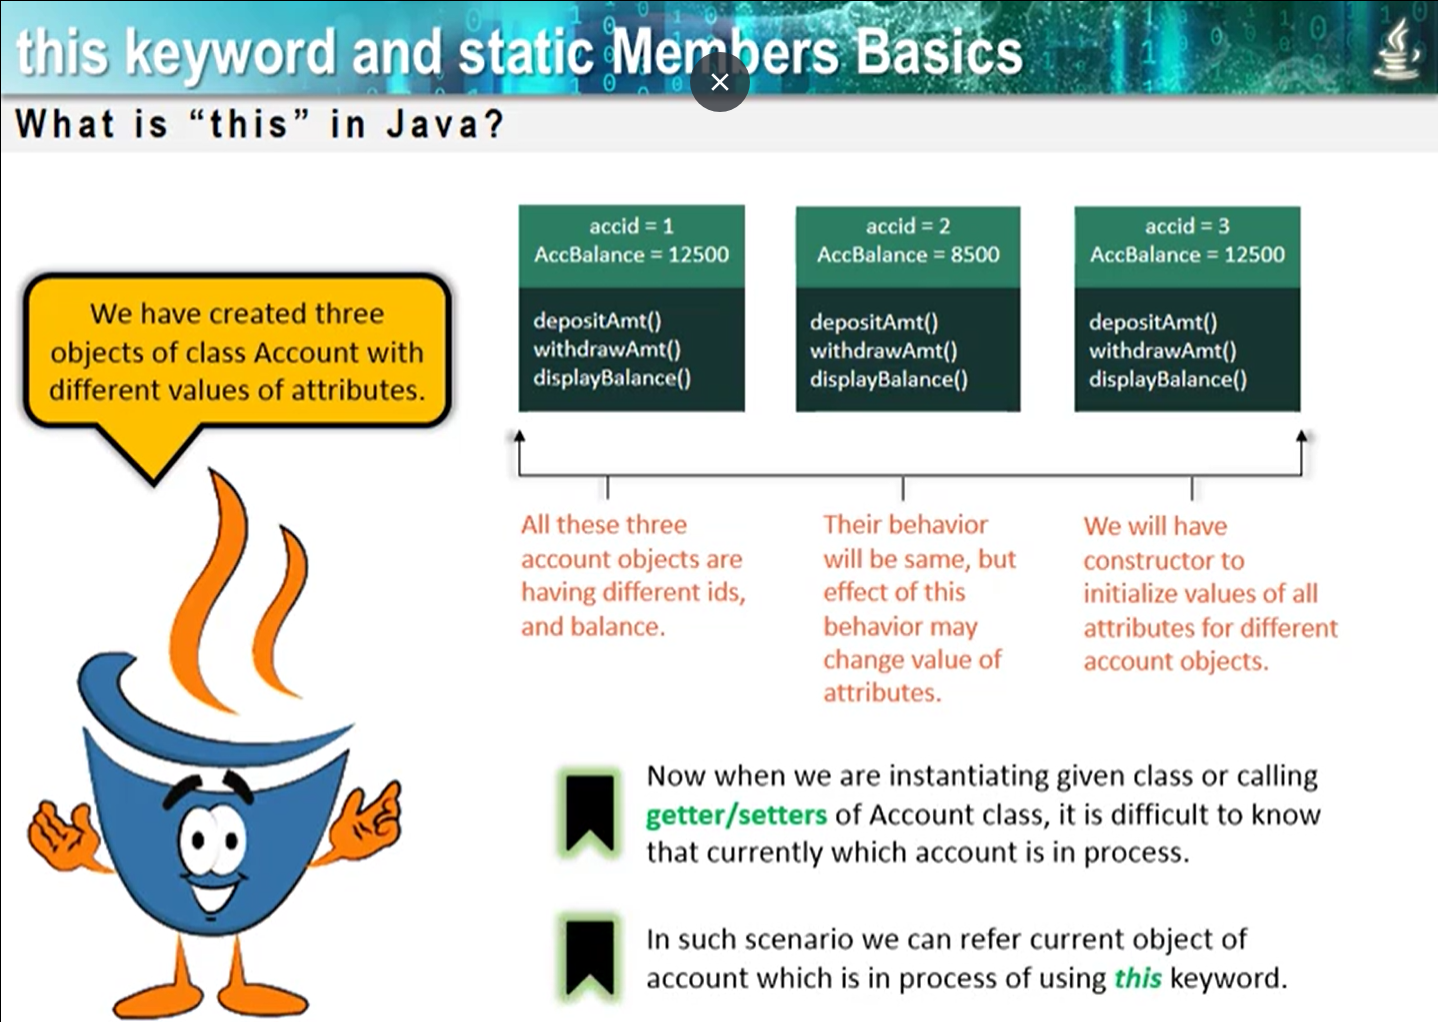 this keyword and static Members Basics
What is “this” in Java?
We have created three
objects of class Account with
different values of attributes.
accid = 1
AccBalance = 12500
depositAmt()
withdrawAmt()
displayBalance()
accid = 2
AccBalance = 8500
depositAmt()
withdrawAmt()
displayBalance()
accid = 3
AccBalance = 12500
depositAmt()
withdrawAmt()
displayBalance()
All these three
account objects are
having different ids,
and balance.
Their behavior
will be same, but
effect of this
behavior may
change value of
attributes.
We will have
constructor to
initialize values of all
attributes for different
account objects.
Now when we are instantiating given class or calling
getter/setters of Account class, it is difficult to know
that currently which account is in process.
In such scenario we can refer current object of
account which is in process of using this keyword.